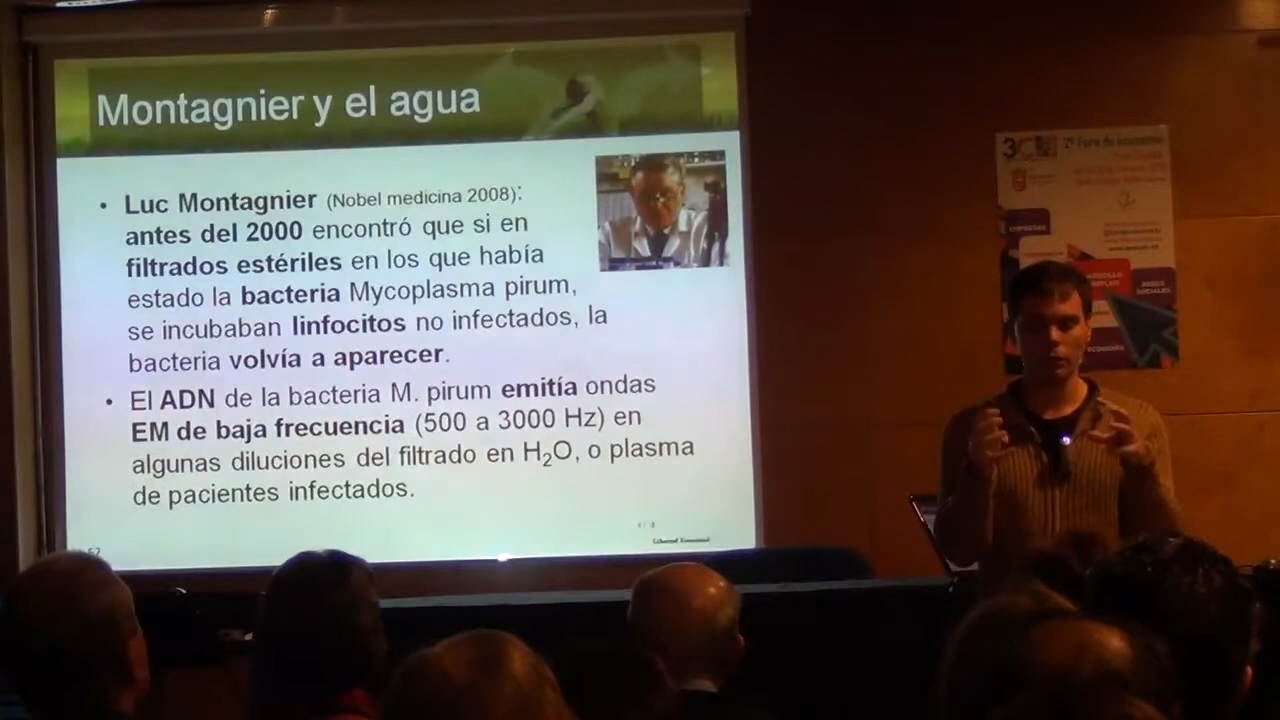 Montagnier y el agua
• Luc Montagnier (Nobel medicina 2008):
antes del 2000 encontró que si en
filtrados estériles en los que había
estado la bacteria Mycoplasma pirum,
se incubaban linfocitos no infectados, la
bacteria volvía a aparecer.
• El ADN de la bacteria M. pirum emitía ondas
EM de baja frecuencia (500 a 3000 Hz) en
algunas diluciones del filtrado en H₂O, o plasma
de pacientes infectados.